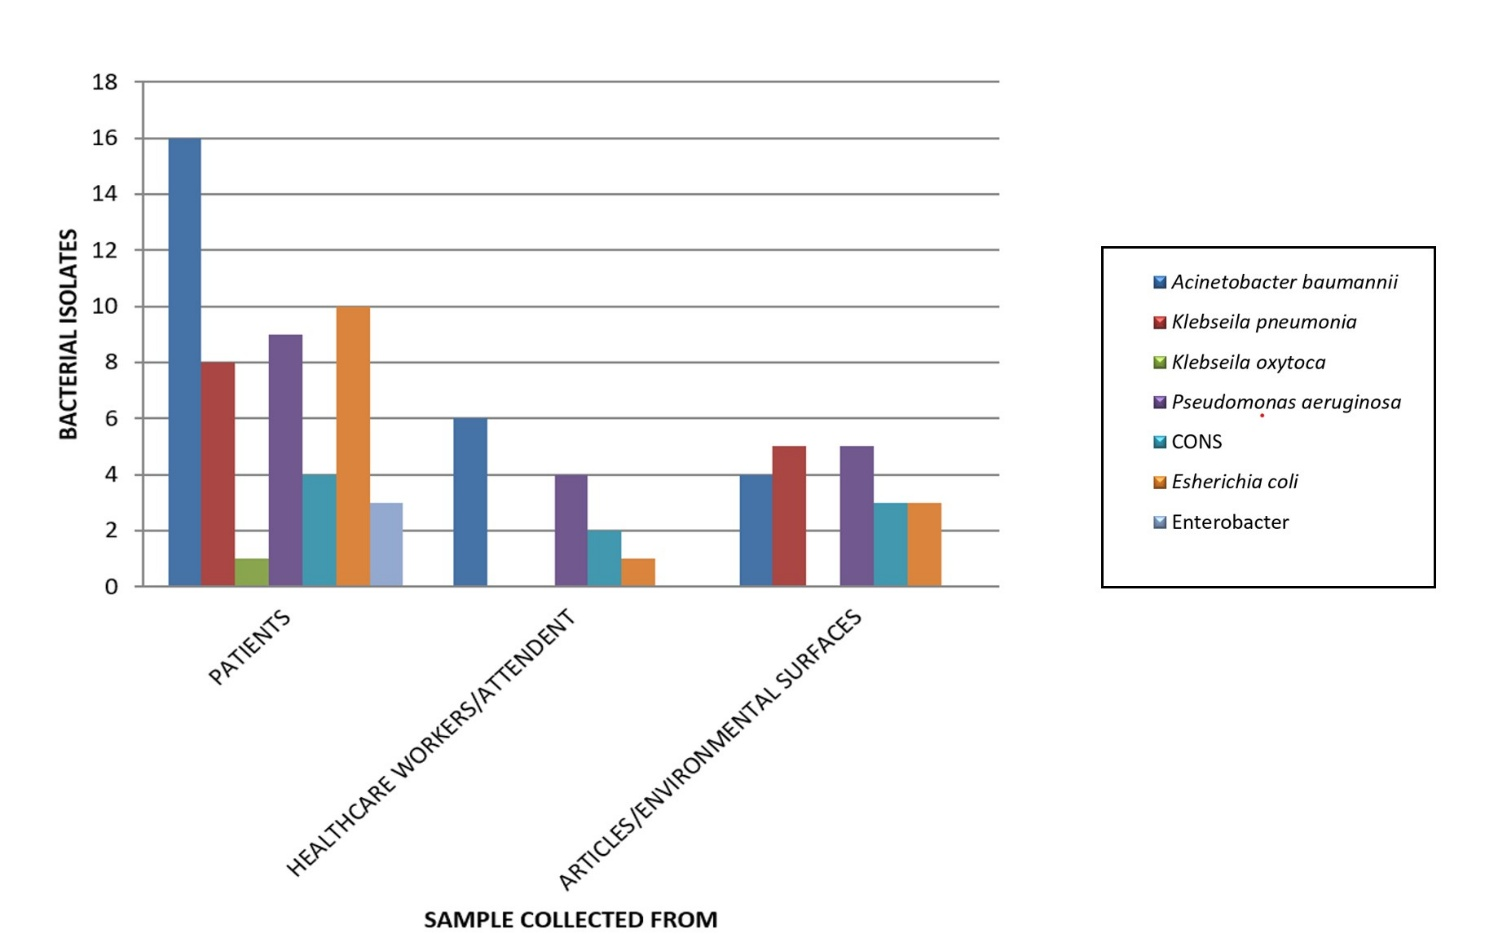 18
16
14
12
10
8
6
4
2
0
BACTERIAL ISOLATES
PATIENTS
HEALTHCARE WORKERS/ATTENDENT
ARTICLES/ENVIRONMENTAL SURFACES
SAMPLE COLLECTED FROM
Acinetobacter baumannii
Klebseila pneumonia
Klebseila oxytoca
Pseudomonas aeruginosa
CONS
Esherichia coli
Enterobacter